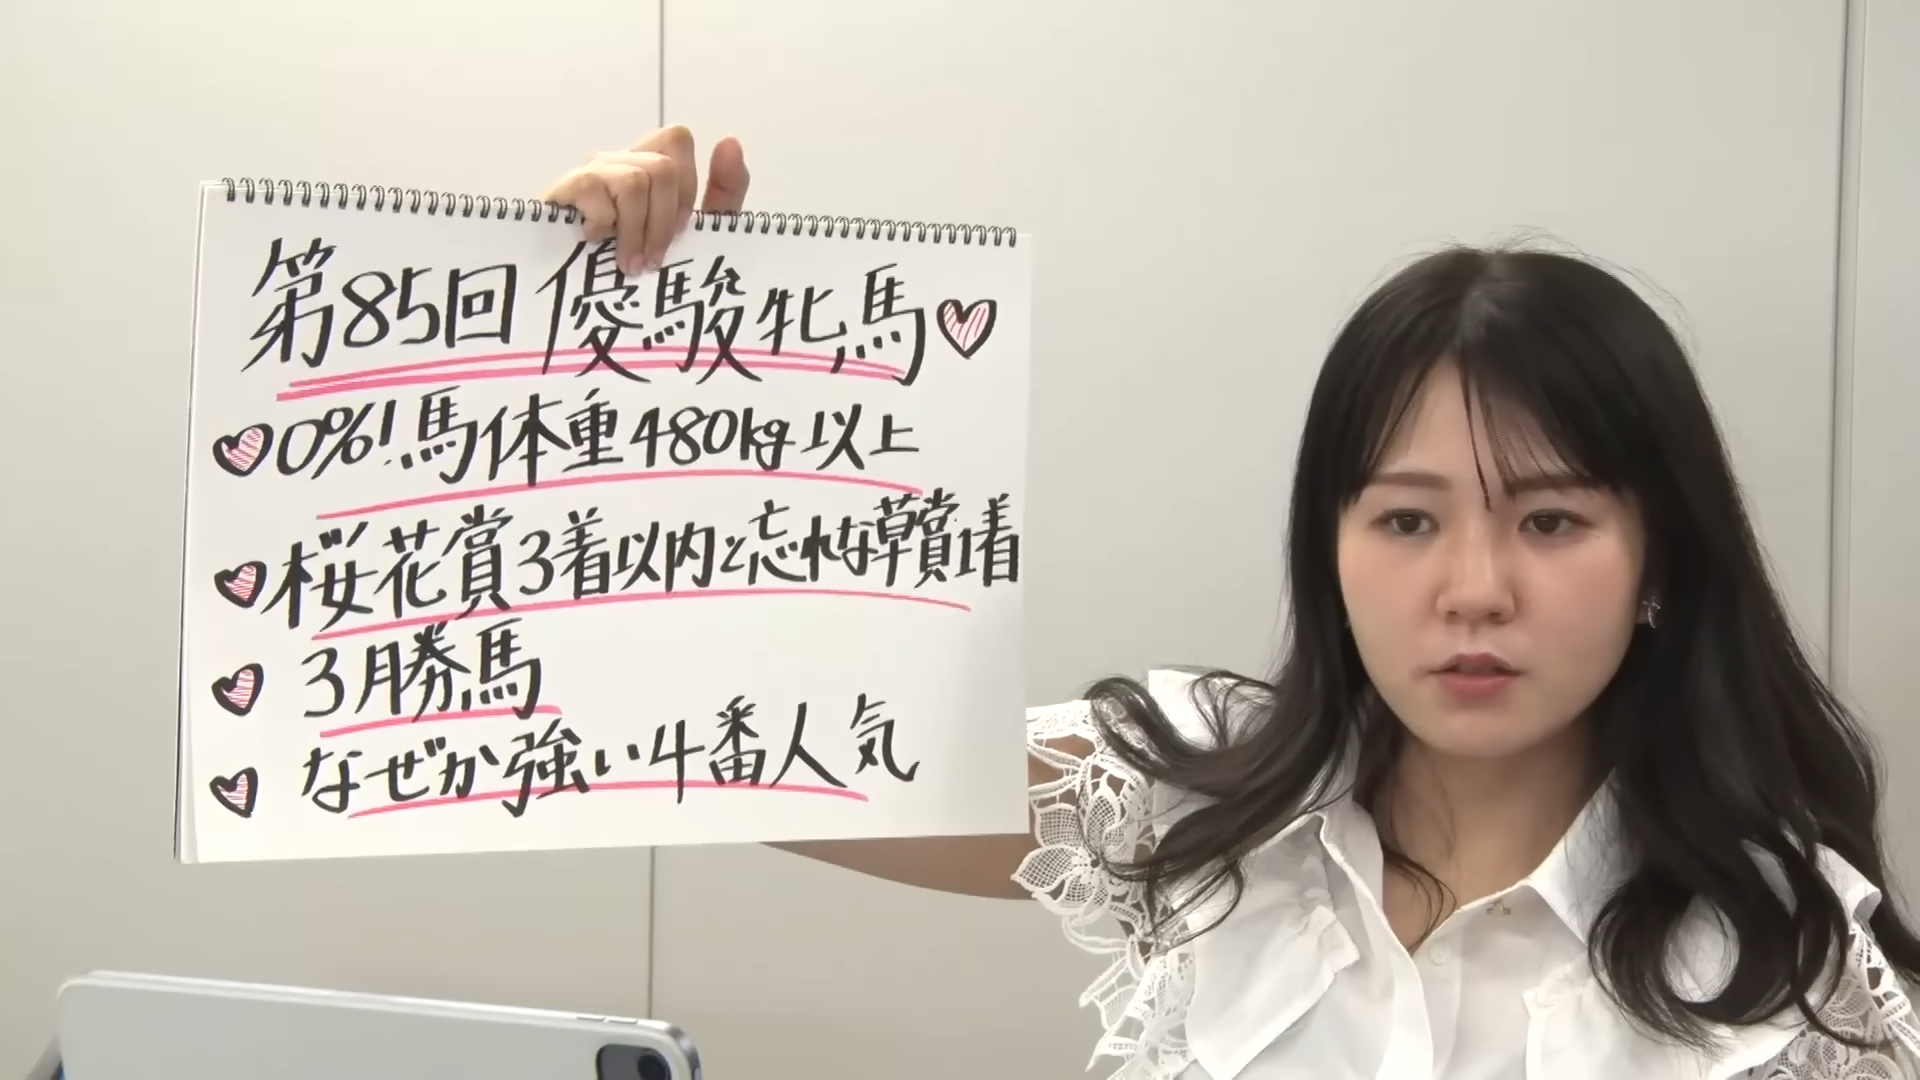 第85回優駿牝馬
0%!馬体重480kg以上
桜花賞3着以内と忘れな草賞1着
3勝馬
なぜか強い4番人気